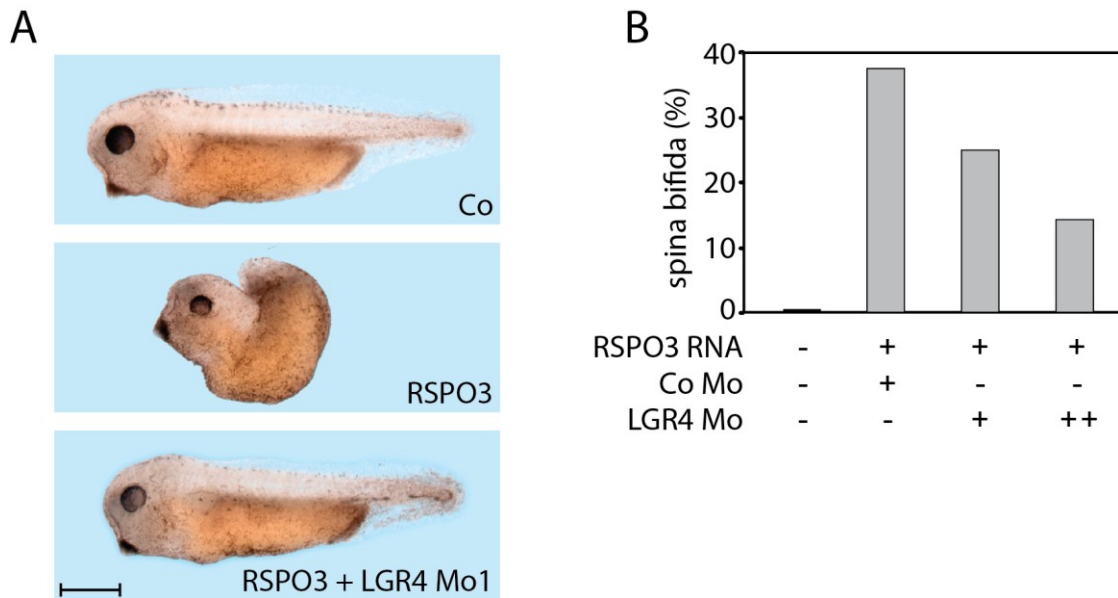 A
Co
RSPO3
RSPO3 + LGR4 Mo1
B
spina bifida (%)
40
30
20
10
0
RSPO3 RNA - + + +
Co Mo - + - -
LGR4 Mo - - + ++